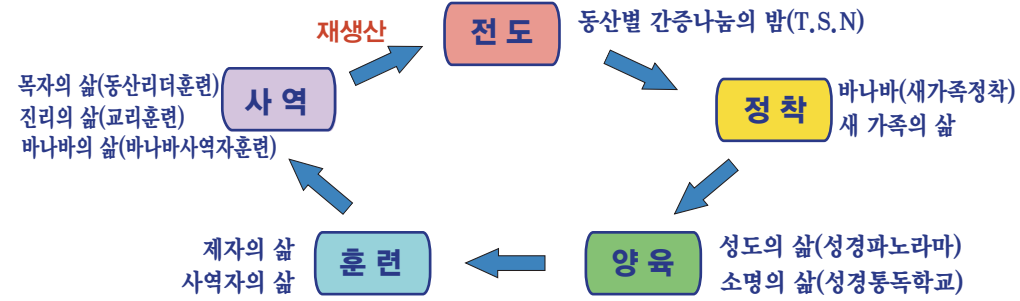 재생산
전 도
동산별 간증나눔의 밤(T.S.N)
정 착
바나바(새가족정착)
새 가족의 삶
양 육
성도의 삶(성경파노라마)
소명의 삶(성경통독학교)
훈 련
제자의 삶
사역자의 삶
사 역
목자의 삶(동산리더훈련)
진리의 삶(교리훈련)
바나바의 삶(바나바사역자훈련)